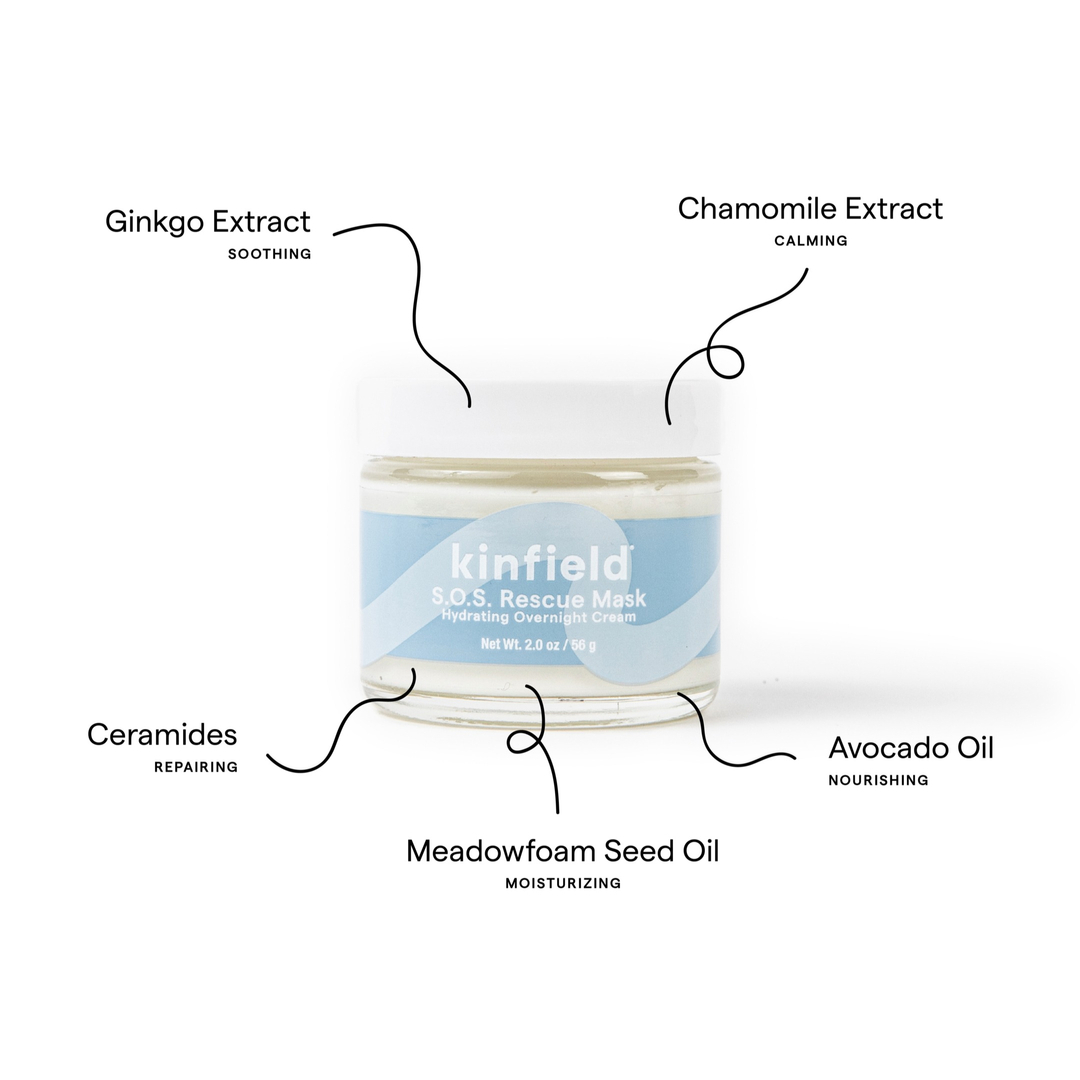 Ginkgo Extract
SOOTHING
Chamomile Extract
CALMING
kinfield
S.O.S. Rescue Mask
Hydrating Overnight Cream
Net Wt. 2.0 oz / 56 g
Ceramides
REPAIRING
Avocado Oil
NOURISHING
Meadowfoam Seed Oil
MOISTURIZING